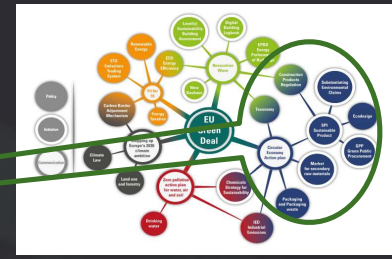 Level(s)
Sustainability
Building
Assessment
Digital
Building
Logbook
Renewable
Energy
EED
Energy
Efficiency
EPBD
Energy
Performance
of Buildings
ETS
Emissions
Trading
System
Renovation
Wave
Construction
Products
Regulation
Substantiating
Environmental
Claims
New
Bauhaus
Policy
Carbon Border
Adjustment
Mechanism
Energy
Taxation
Taxonomy
Ecodesign
EU
Green
Deal
SPI
Sustainable
Product
Initiative
Stepping up
Europe's 2030
climate
ambition
Circular
Economy
Action plan
GPP
Green Public
Procurement
Communication
Climate
Law
Market
for secondary
raw materials
Land use
and forestry
Zero pollution
action plan
for water, air
and soil
Chemicals
Strategy for
Sustainability
Packaging
and Packaging
waste
Drinking
water
IED
Industrial
Emissions